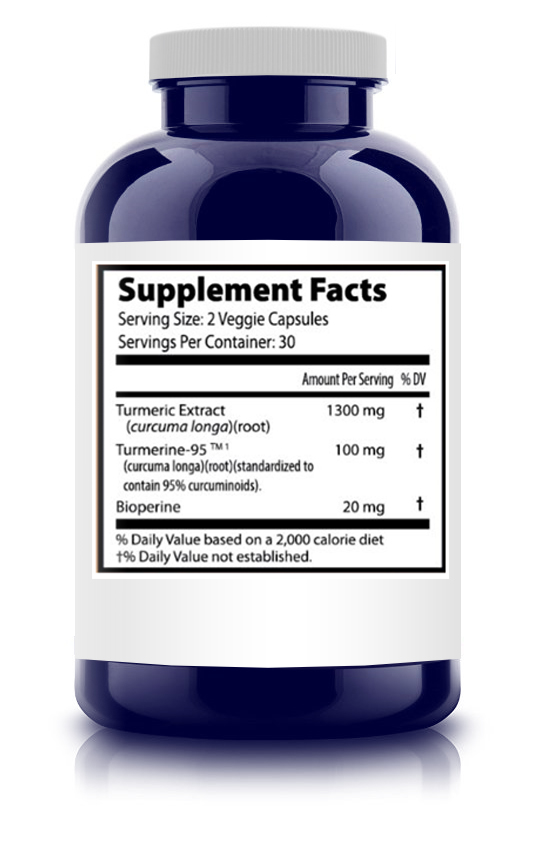 Supplement Facts
Serving Size: 2 Veggie Capsules
Servings Per Container: 30
Amount Per Serving % DV
Turmeric Extract 1300 mg †
(curcuma longa)(root)
Turmerine-95 ™ 1 100 mg †
(curcuma longa)(root)(standardized to
contain 95% curcuminoids).
Bioperine 20 mg †
% Daily Value based on a 2,000 calorie diet
†% Daily Value not established.